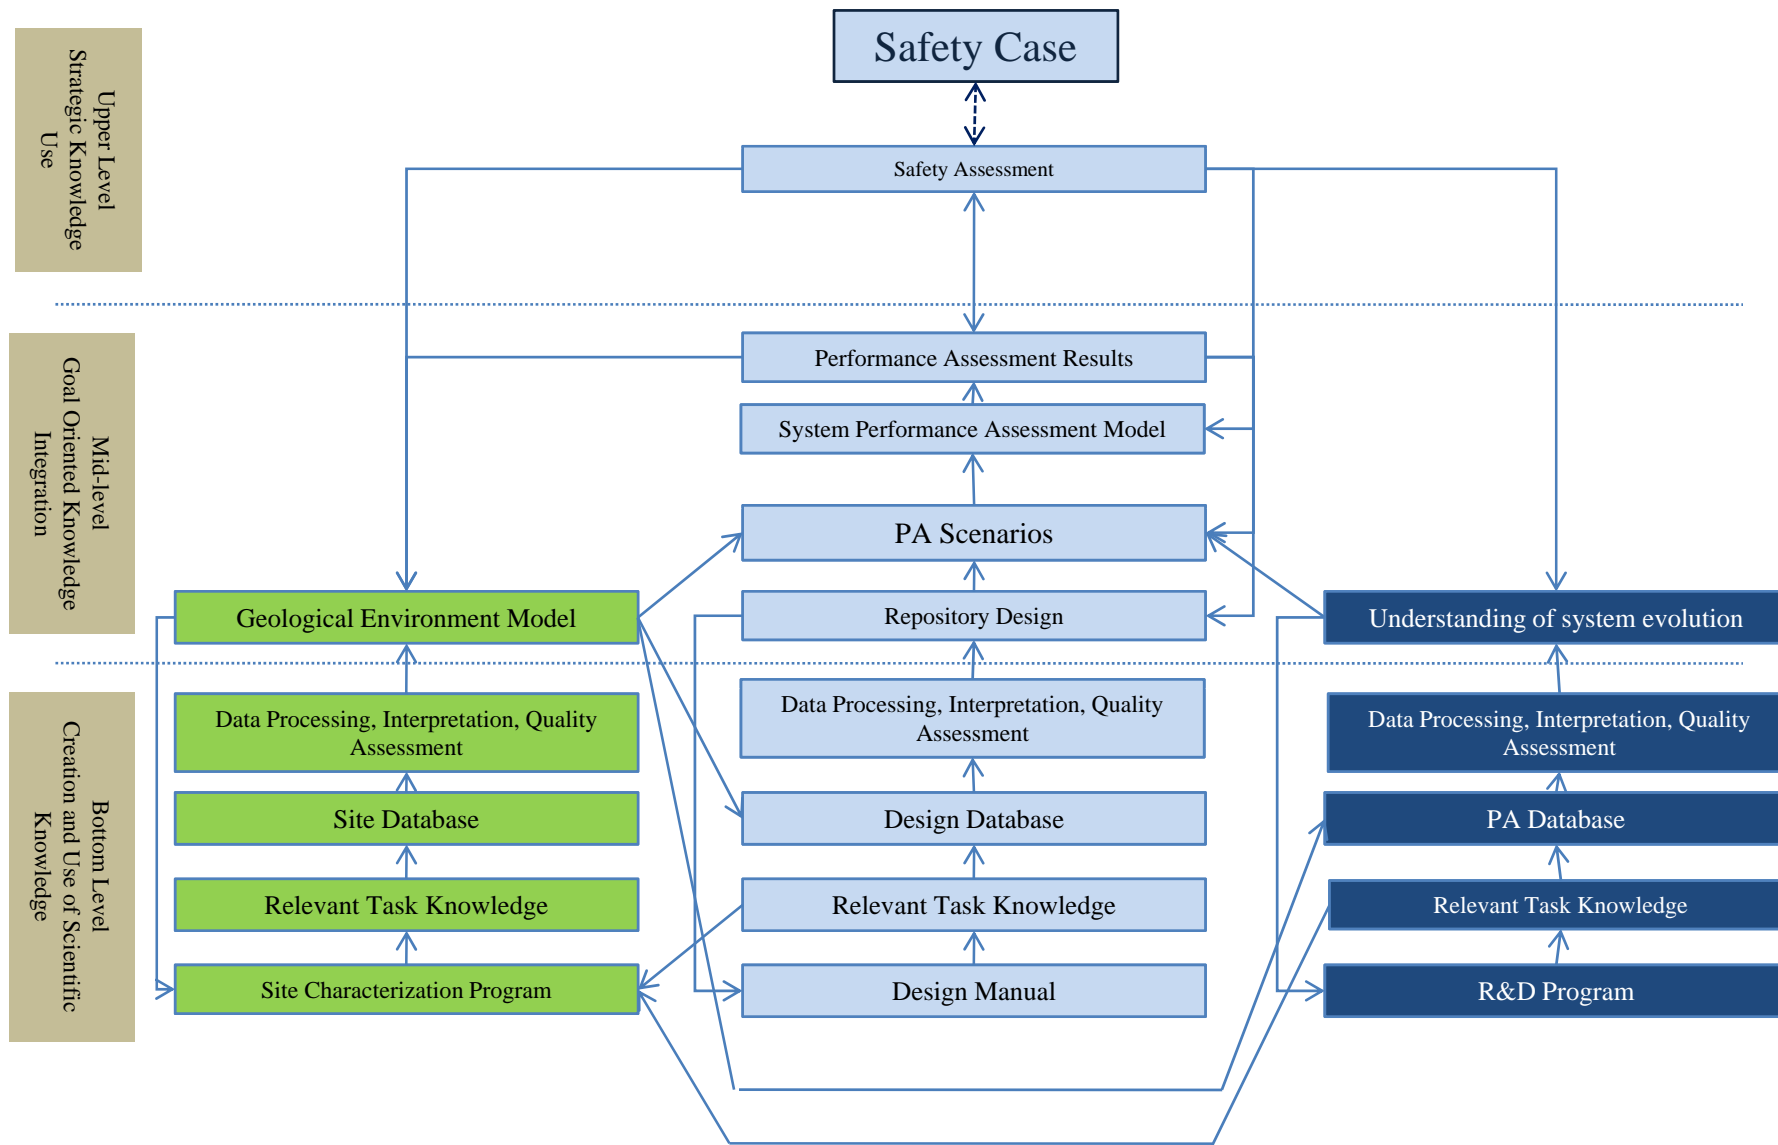 Safety Case
Upper Level
Strategic Knowledge
Use
Safety Assessment
Mid-level
Goal Oriented Knowledge
Integration
Performance Assessment Results
System Performance Assessment Model
PA Scenarios
Geological Environment Model
Repository Design
Understanding of system evolution
Bottom Level
Creation and Use of Scientific
Knowledge
Data Processing, Interpretation, Quality
Assessment
Data Processing, Interpretation, Quality
Assessment
Data Processing, Interpretation, Quality
Assessment
Site Database
Design Database
PA Database
Relevant Task Knowledge
Relevant Task Knowledge
Relevant Task Knowledge
Site Characterization Program
Design Manual
R&D Program